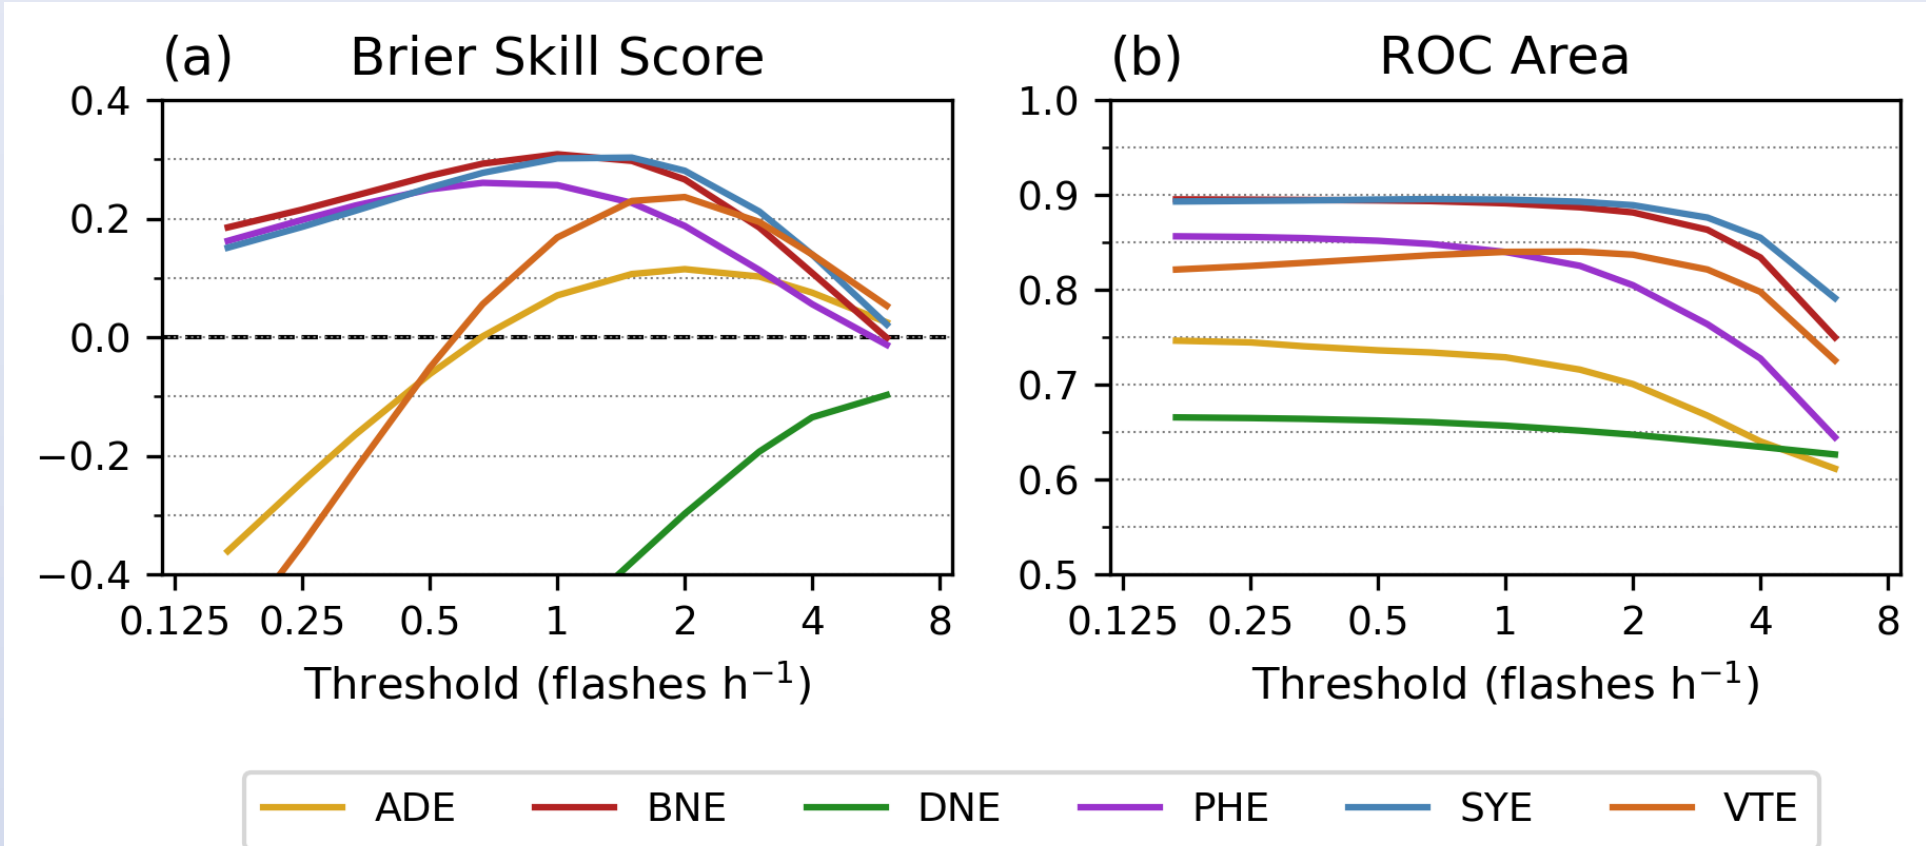 (a) Brier Skill Score
0.4
0.2
0.0
−0.2
−0.4
0.125 0.25 0.5 1 2 4 8
Threshold (flashes h⁻¹)
(b) ROC Area
1.0
0.9
0.8
0.7
0.6
0.5
0.125 0.25 0.5 1 2 4 8
Threshold (flashes h⁻¹)
ADE BNE DNE PHE SYE VTE